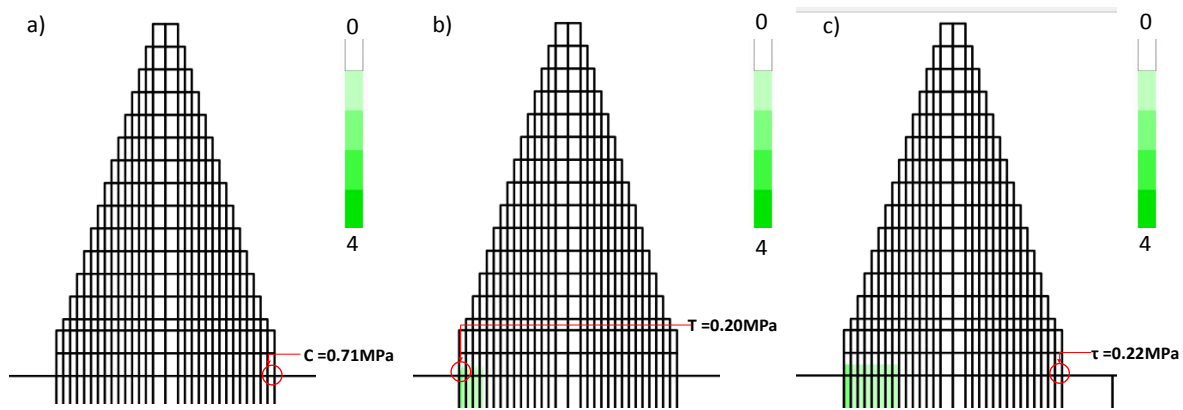 a)
0
4
C =0.71MPa
b)
0
4
T =0.20MPa
c)
0
4
τ =0.22MPa